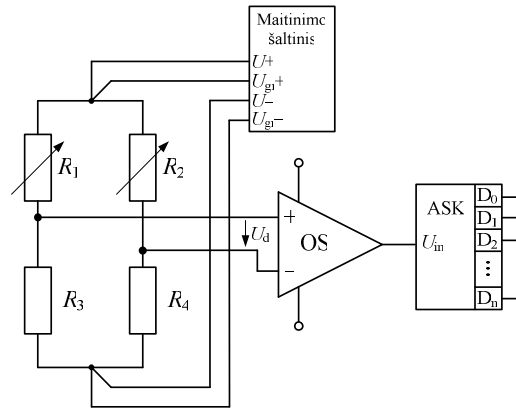 Maitinimo
šaltinis
U+
Ugr+
U−
Ugr−
R1
R2
Ud
+
−
OS
ASK
Uin
D0
D1
D2
⋮
Dn
R3
R4